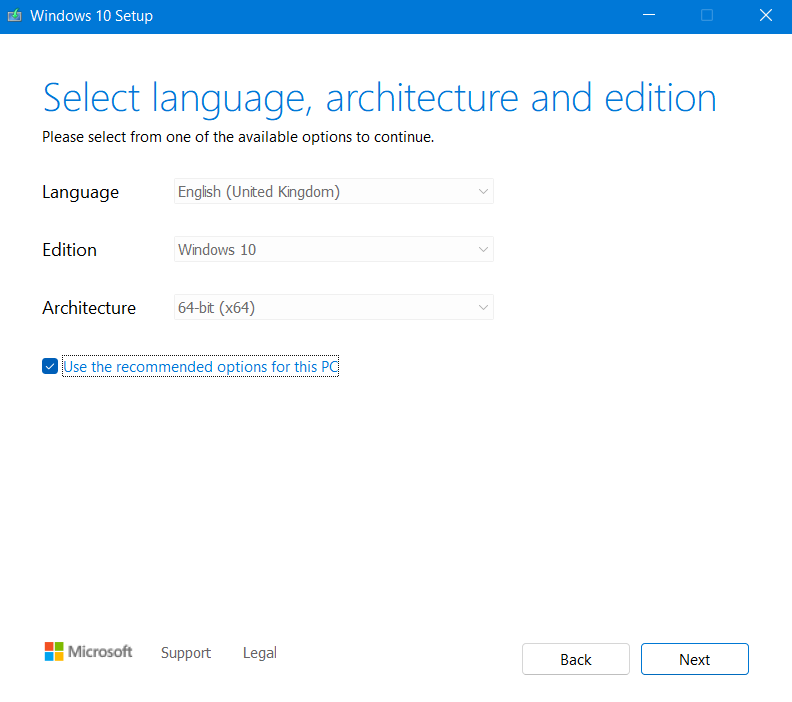 Windows 10 Setup
Select language, architecture and edition
Please select from one of the available options to continue.
Language English (United Kingdom)
Edition Windows 10
Architecture 64-bit (x64)
Use the recommended options for this PC
Microsoft Support Legal Back Next